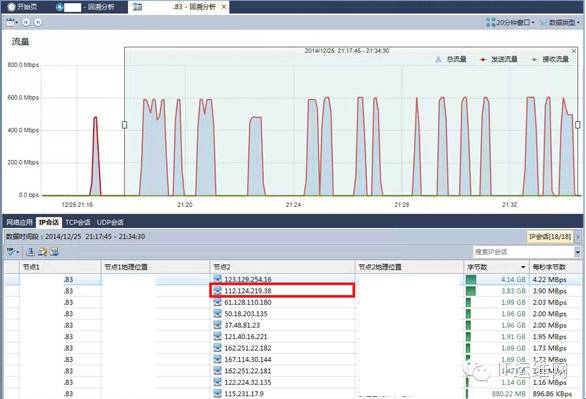 开始页 - 回溯分析 .83 - 回溯分析
20分钟窗口 数据类型
流量
2014/12/25 21:17:45 - 21:34:30
总流量 发送流量 接收流量
800.0 Mbps
600.0 Mbps
400.0 Mbps
200.0 Mbps
0.0 bps
12/25 21:16 21:20 21:24 21:28 21:32
网络应用 IP会话 TCP会话 UDP会话
数据时间段：2014/12/25 21:17:45 - 21:34:30 IP会话[18/18]
搜索IP会话
节点1 节点1地理位置 节点2 节点2地理位置 字节数 每秒字节数
.83 123.129.254.16 4.14 GB 4.22 MBps
.83 112.124.219.38 3.83 GB 3.90 MBps
.83 61.128.110.180 1.99 GB 2.03 MBps
.83 50.18.203.135 1.96 GB 2.00 MBps
.83 37.48.81.23 1.96 GB 2.00 MBps
.83 121.40.16.221 1.91 GB 1.95 MBps
.83 162.251.22.182 1.69 GB 1.73 MBps
.83 167.114.30.144
.83 162.251.22.181
.83 122.224.32.135 1.14 GB 1.16 MBps
.83 115.231.17.9 880.22 MB 896.86 KBps
IT运维网